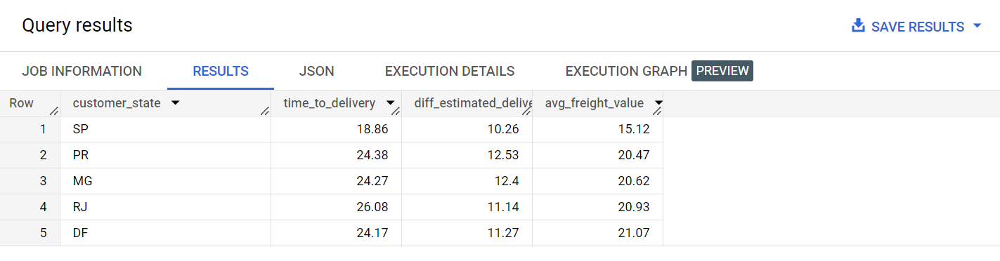 Query results
SAVE RESULTS
JOB INFORMATION RESULTS JSON EXECUTION DETAILS EXECUTION GRAPH PREVIEW
Row customer_state time_to_delivery diff_estimated_delive avg_freight_value
1 SP 18.86 10.26 15.12
2 PR 24.38 12.53 20.47
3 MG 24.27 12.4 20.62
4 RJ 26.08 11.14 20.93
5 DF 24.17 11.27 21.07